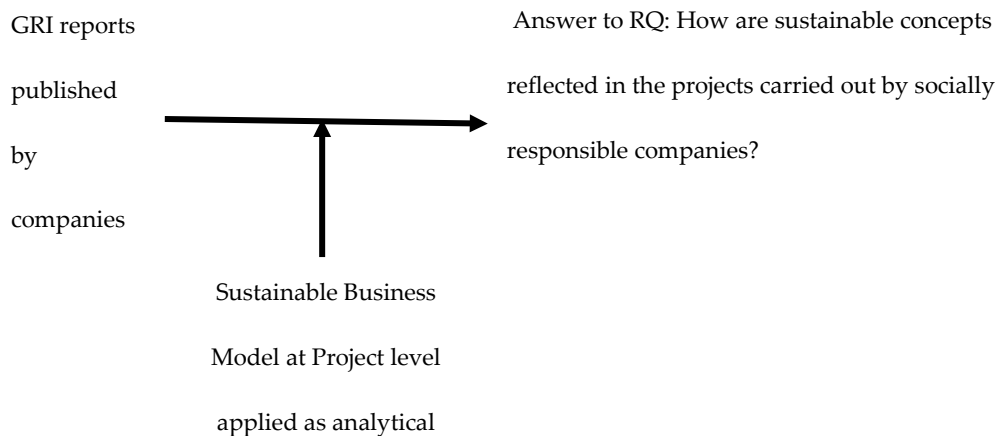 GRI reports
published
by
companies
Answer to RQ: How are sustainable concepts
reflected in the projects carried out by socially
responsible companies?
Sustainable Business
Model at Project level
applied as analytical